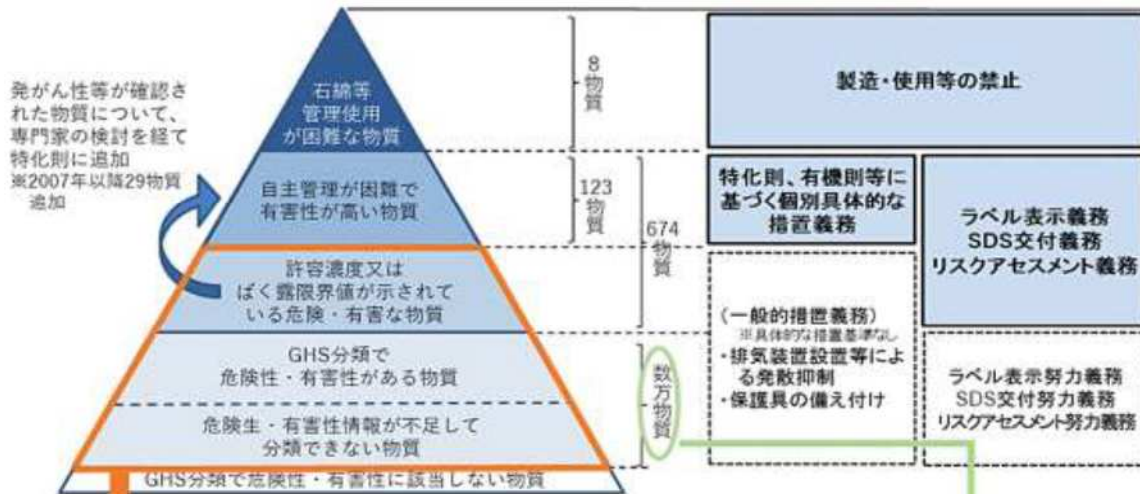 発がん性等が確認さ
れた物質について、
専門家の検討を経て
特化則に追加
※2007年以降29物質
追加
石綿等
管理使用
が困難な物質
自主管理が困難で
有害性が高い物質
許容濃度又は
ばく露限界値が示されて
いる危険・有害な物質
GHS分類で
危険性・有害性がある物質
危険生・有害性情報が不足して
分類できない物質
GHS分類で危険性・有害性に該当しない物質
8
物質
123
物質
674
物質
数万物質
製造・使用等の禁止
特化則、有機則等に
基づく個別具体的な
措置義務
ラベル表示義務
SDS交付義務
リスクアセスメント義務
(一般的措置義務)
※具体的な措置基準なし
・排気装置設置等によ
る発散抑制
・保護具の備え付け
ラベル表示努力義務
SDS交付努力義務
リスクアセスメント努力義務